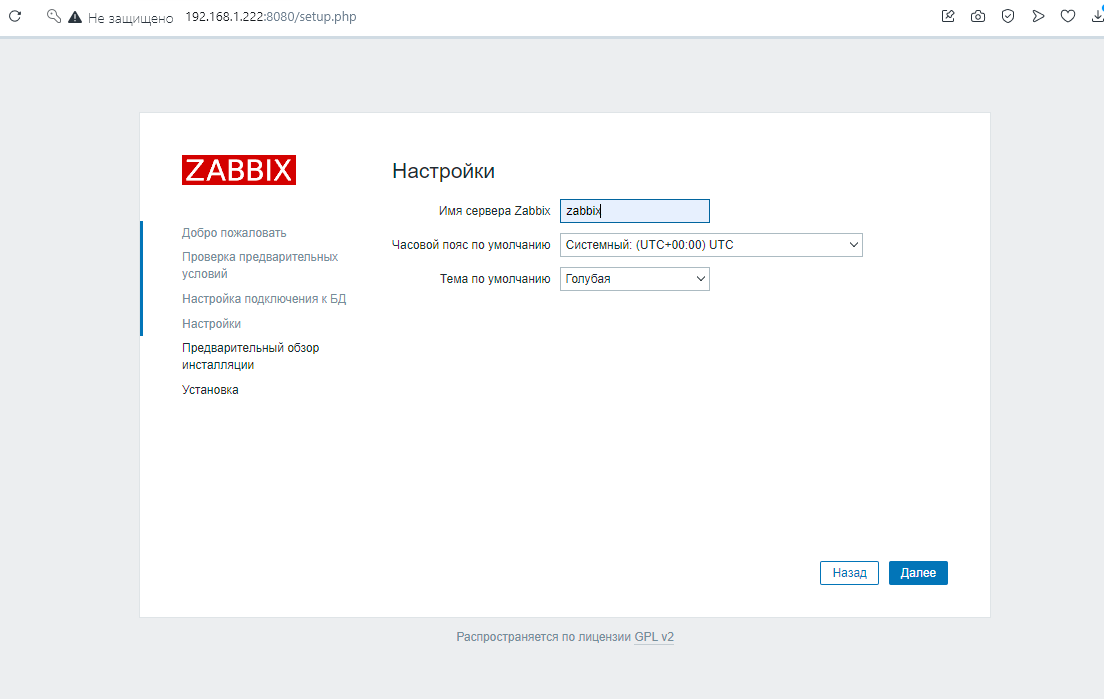 Не защищено 192.168.1.222:8080/setup.php
ZABBIX
Добро пожаловать
Проверка предварительных
условий
Настройка подключения к БД
Настройки
Предварительный обзор
инсталляции
Установка
Настройки
Имя сервера Zabbix zabbix
Часовой пояс по умолчанию Системный: (UTC+00:00) UTC
Тема по умолчанию Голубая
Назад Далее
Распространяется по лицензии GPL v2